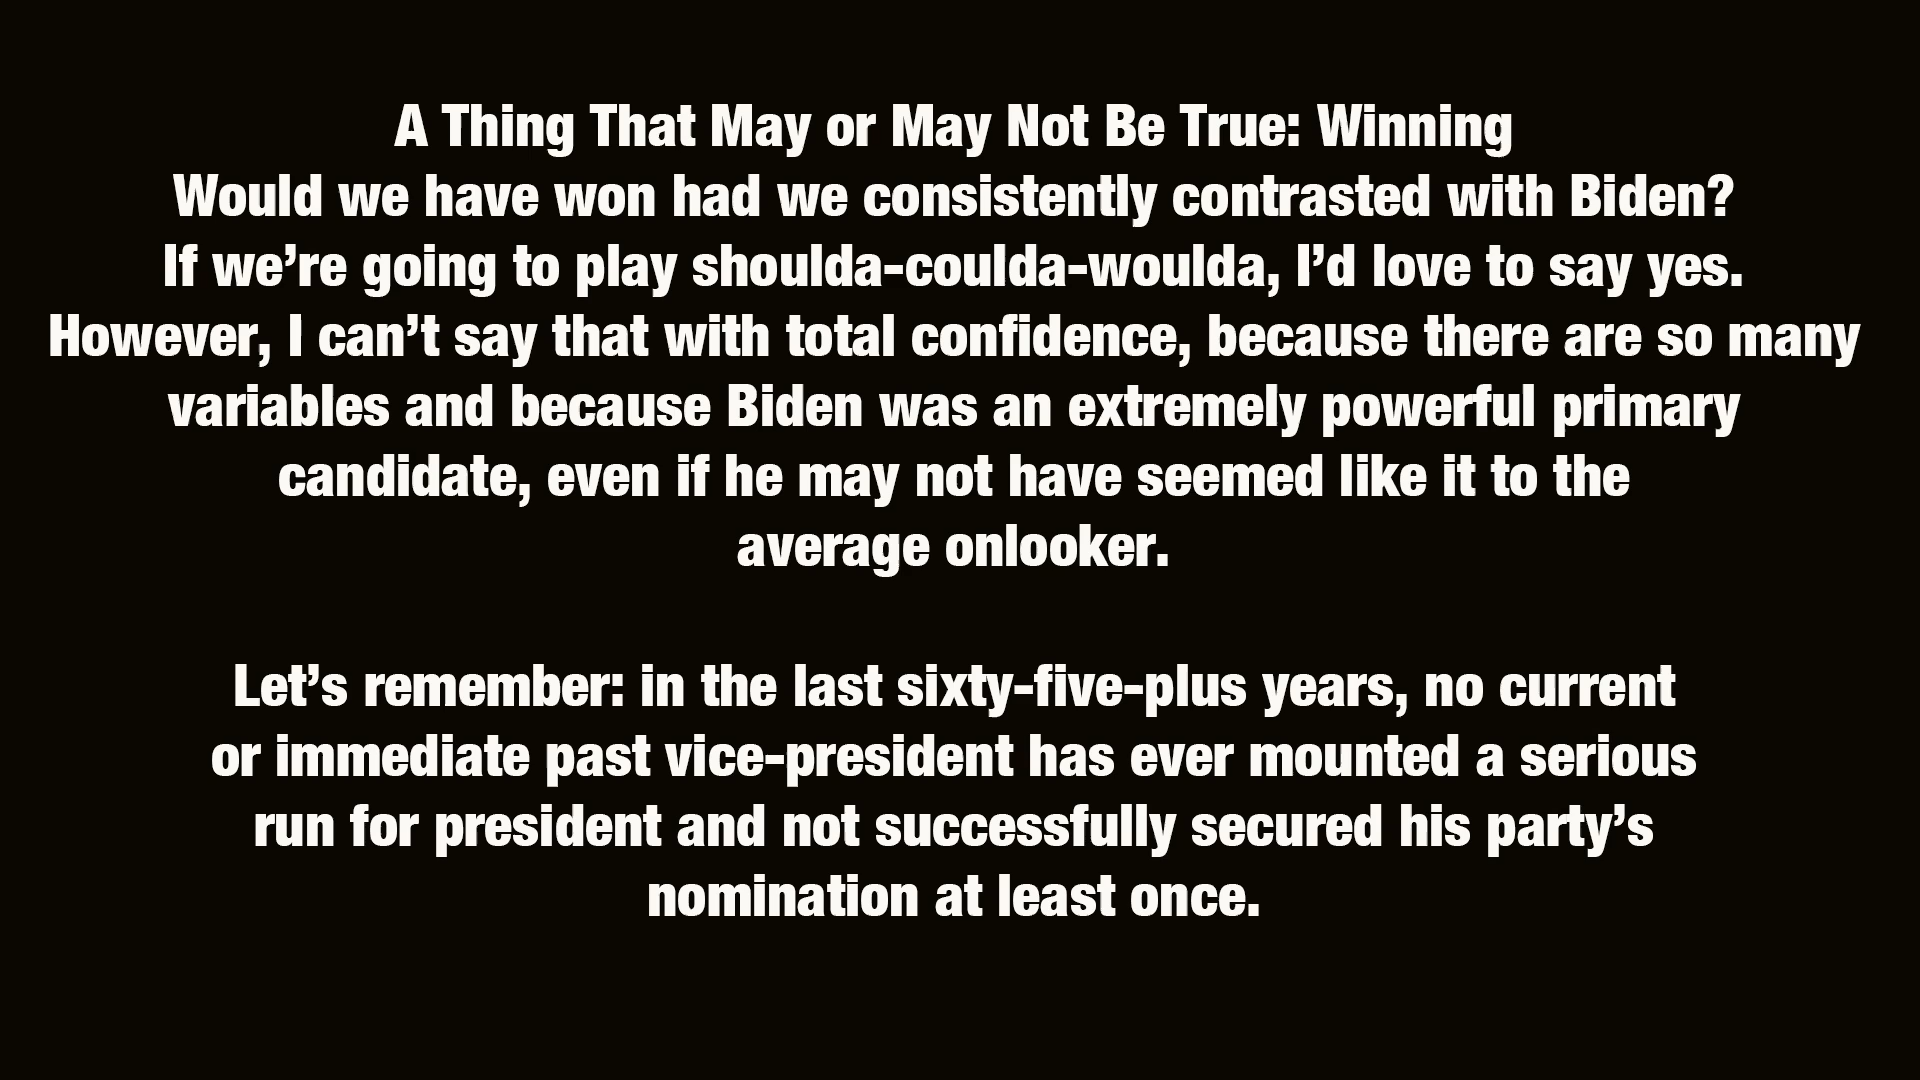 A Thing That May or May Not Be True: Winning
Would we have won had we consistently contrasted with Biden?
If we’re going to play shoulda-coulda-woulda, I’d love to say yes.
However, I can’t say that with total confidence, because there are so many
variables and because Biden was an extremely powerful primary
candidate, even if he may not have seemed like it to the
average onlooker.
Let’s remember: in the last sixty-five-plus years, no current
or immediate past vice-president has ever mounted a serious
run for president and not successfully secured his party’s
nomination at least once.